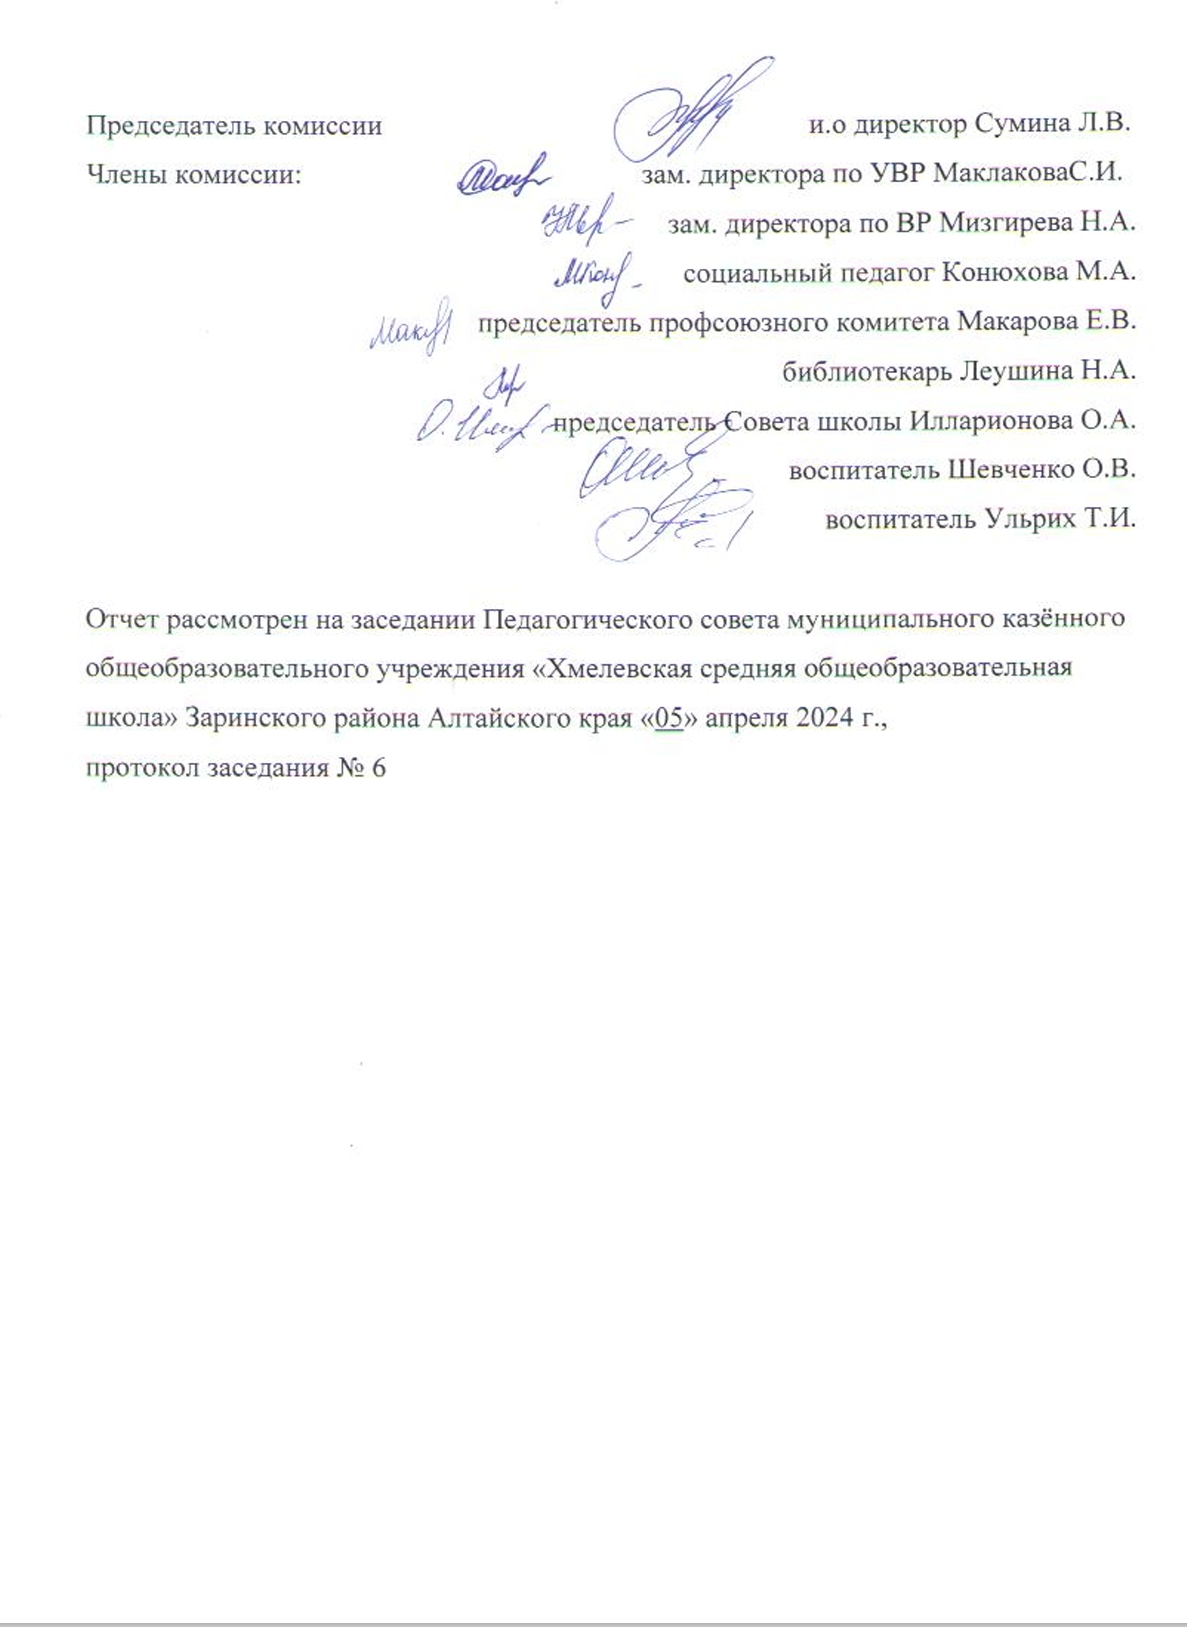 Председатель комиссии и.о директор Сумина Л.В.
Члены комиссии: зам. директора по УВР МаклаковаС.И.
зам. директора по ВР Мизгирева Н.А.
социальный педагог Конюхова М.А.
председатель профсоюзного комитета Макарова Е.В.
библиотекарь Леушина Н.А.
председатель Совета школы Илларионова О.А.
воспитатель Шевченко О.В.
воспитатель Ульрих Т.И.
Отчет рассмотрен на заседании Педагогического совета муниципального казённого
общеобразовательного учреждения «Хмелевская средняя общеобразовательная
школа» Заринского района Алтайского края «05» апреля 2024 г.,
протокол заседания № 6